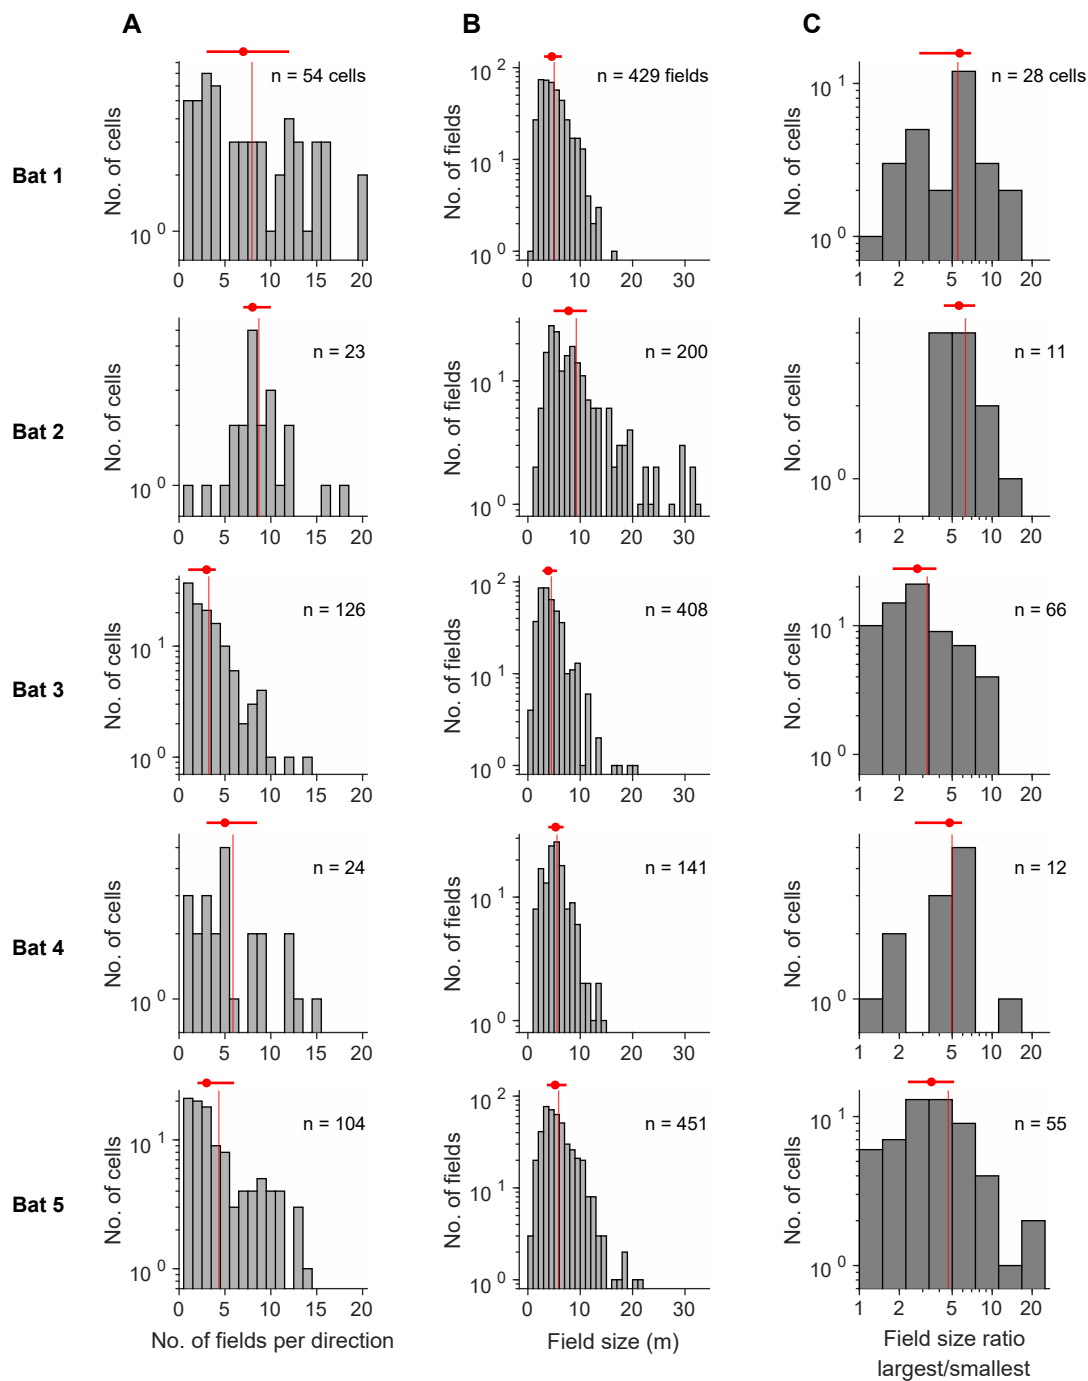 A
B
C
Bat 1
No. of cells
n = 54 cells
10^0
0 5 10 15 20
No. of fields
n = 429 fields
10^2
10^1
10^0
0 10 20 30
No. of cells
n = 28 cells
10^1
10^0
1 2 5 10 20
Bat 2
No. of cells
n = 23
10^0
0 5 10 15 20
No. of fields
n = 200
10^1
10^0
0 10 20 30
No. of cells
n = 11
10^0
1 2 5 10 20
Bat 3
No. of cells
n = 126
10^1
10^0
0 5 10 15 20
No. of fields
n = 408
10^2
10^1
10^0
0 10 20 30
No. of cells
n = 66
10^1
10^0
1 2 5 10 20
Bat 4
No. of cells
n = 24
10^0
0 5 10 15 20
No. of fields
n = 141
10^1
10^0
0 10 20 30
No. of cells
n = 12
10^0
1 2 5 10 20
Bat 5
No. of cells
n = 104
10^1
10^0
0 5 10 15 20
No. of fields per direction
No. of fields
n = 451
10^2
10^1
10^0
0 10 20 30
Field size (m)
No. of cells
n = 55
10^1
10^0
1 2 5 10 20
Field size ratio
largest/smallest